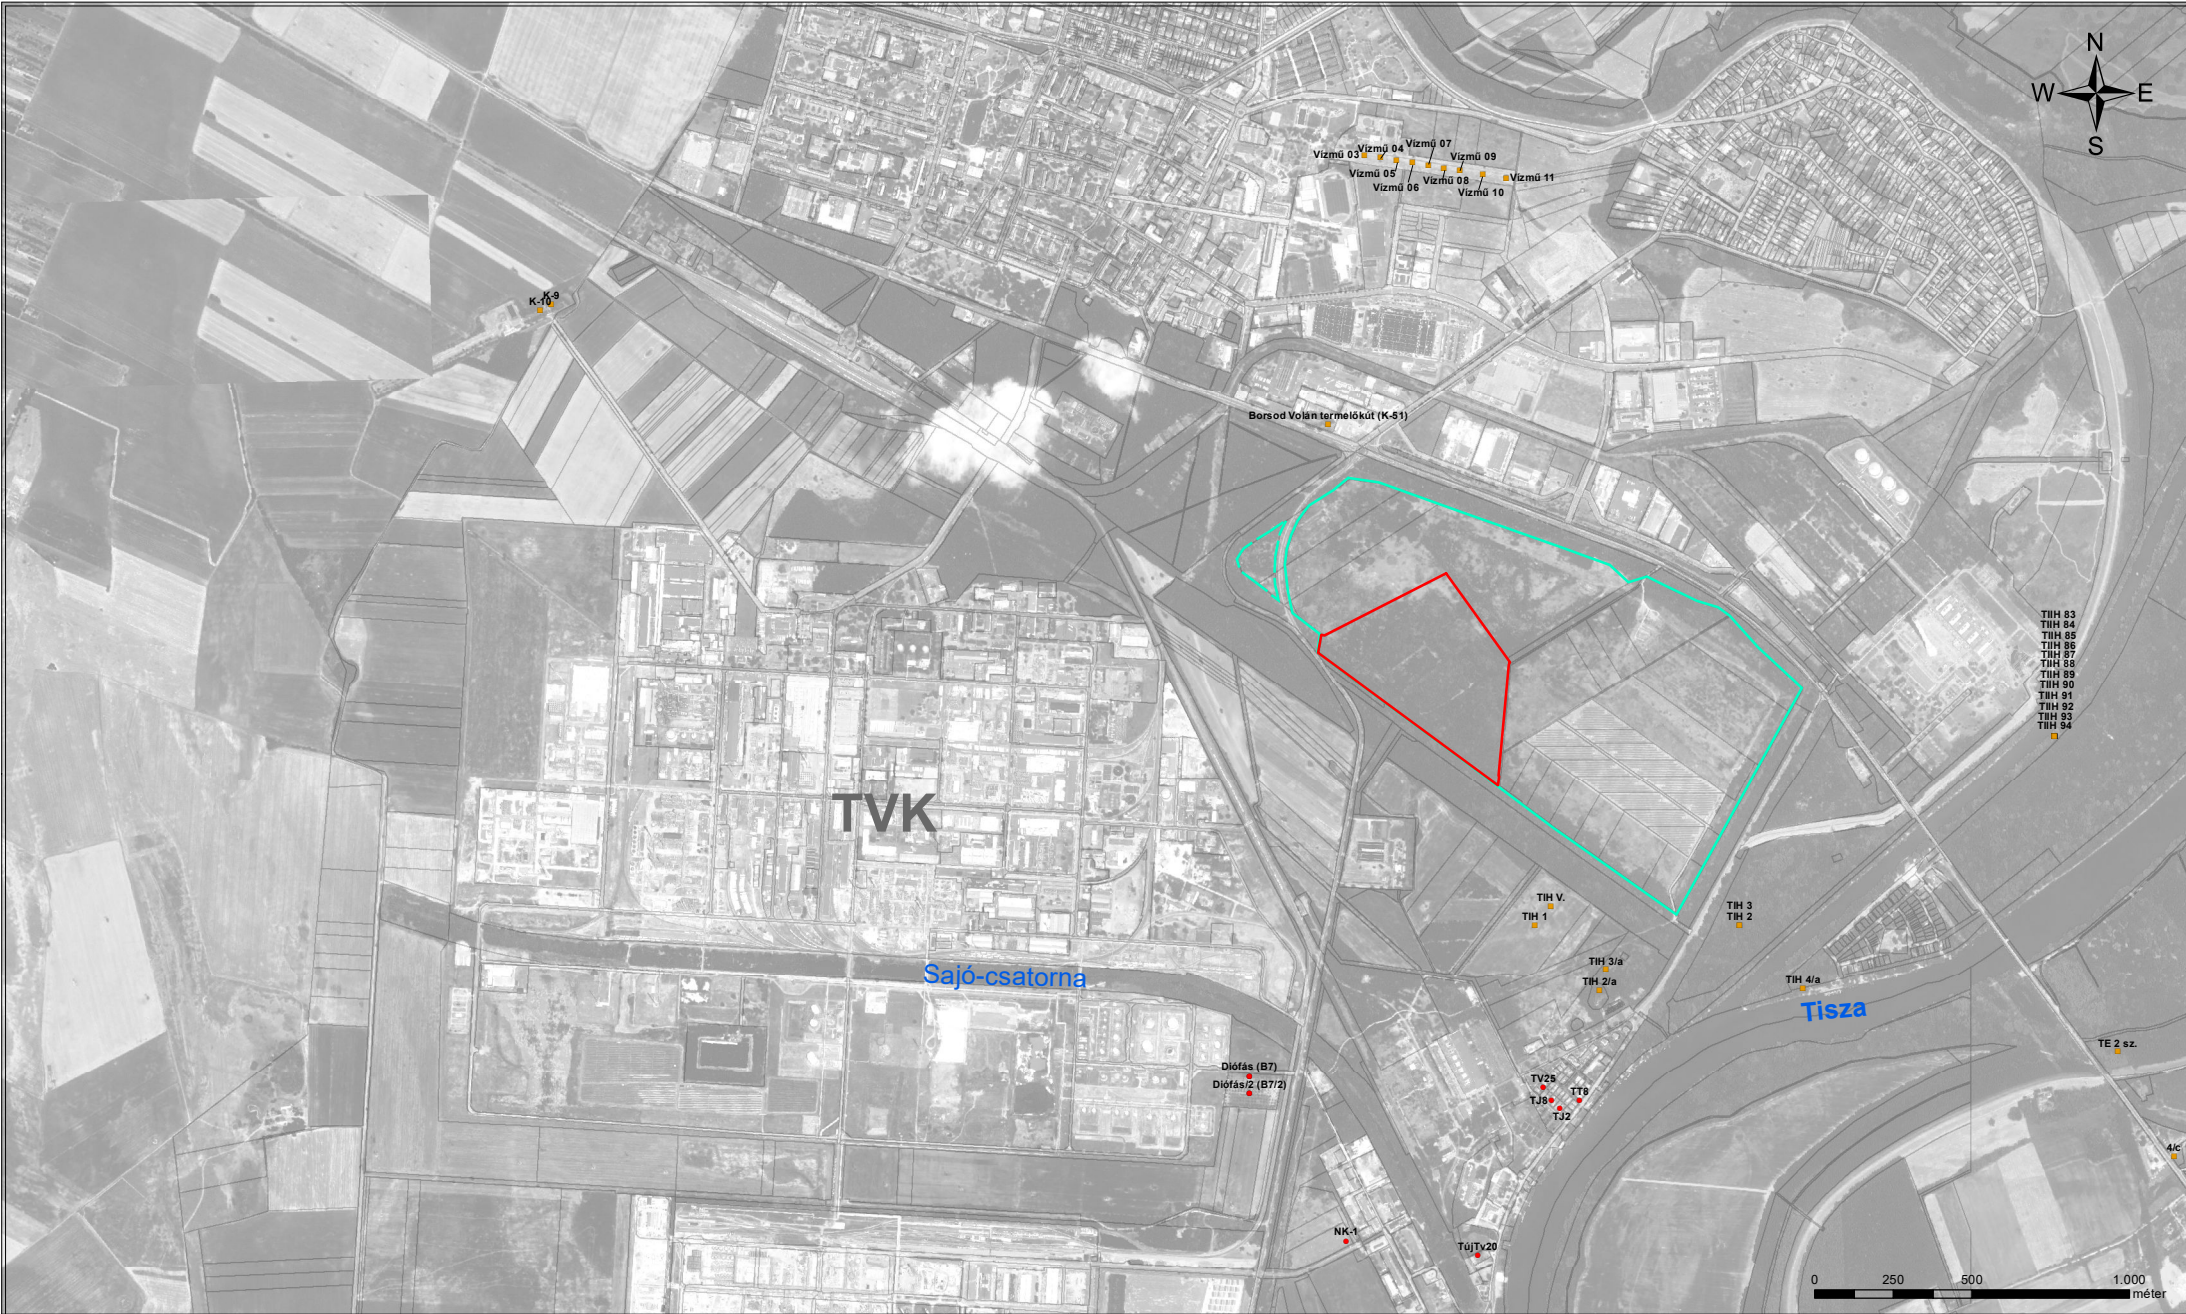 N
W E
S
Vízmű 07
Vízmű 04
Vízmű 03
Vízmű 09
Vízmű 05
Vízmű 08
Vízmű 11
Vízmű 06
Vízmű 10
K-9
K-10
Borsod Volán termelőkút (K-51)
TIIH 83
TIIH 84
TIIH 85
TIIH 86
TIIH 87
TIIH 88
TIIH 89
TIIH 90
TIIH 91
TIIH 92
TIIH 93
TIIH 94
TVK
TIH V.
TIH 1
TIH 3
TIH 2
TIH 3/a
TIH 2/a
TIH 4/a
Sajó-csatorna
Tisza
TE 2 sz.
Diófás (B7)
Diófás/2 (B7/2)
TV25
TT8
TJ8
TJ2
4/c
NK-1
TújTv20
0 250 500 1.000
méter